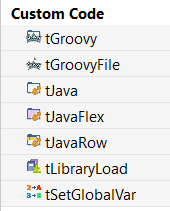 Custom Code
tGroovy
tGroovyFile
tJava
tJavaFlex
tJavaRow
tLibraryLoad
tSetGlobalVar